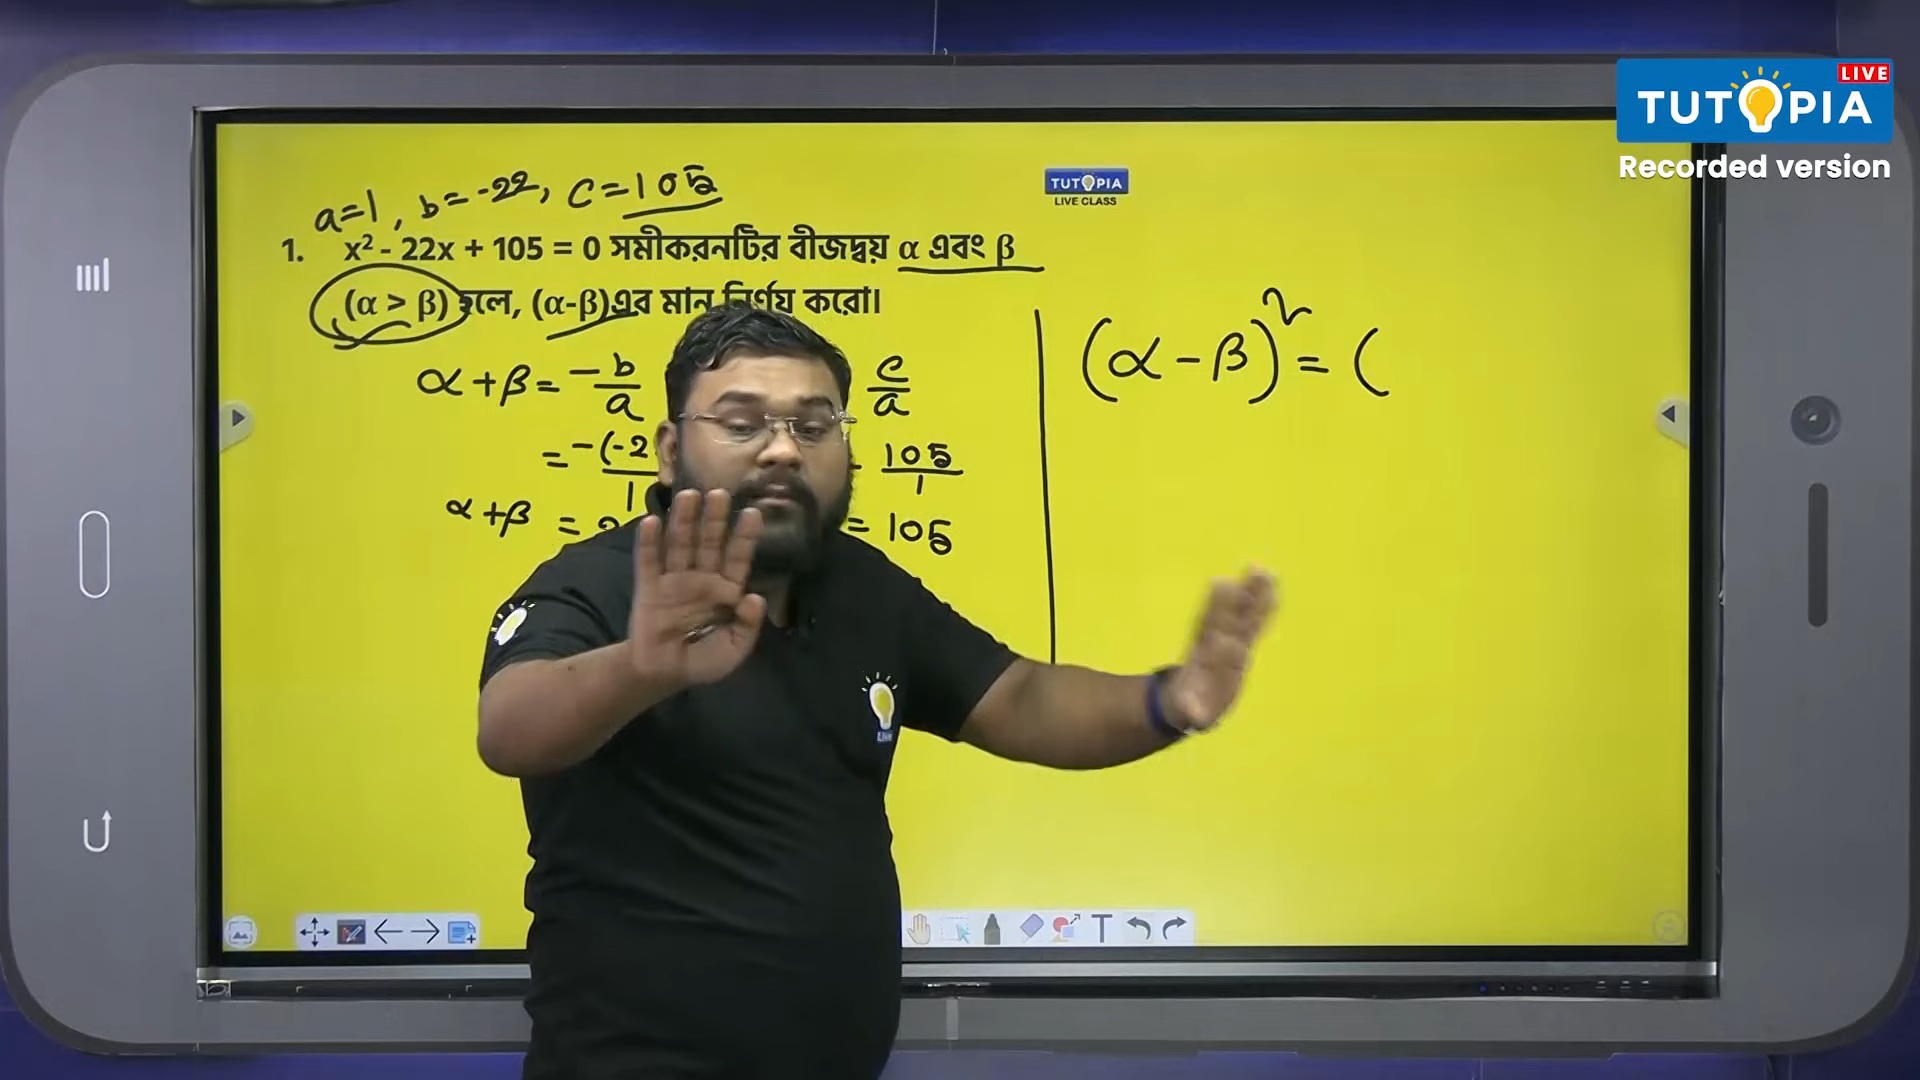 LIVE
TUTOPIA
Recorded version
TUTOPIA
LIVE CLASS
a=1, b=-22, c=105
1. x² - 22x + 105 = 0 সমীকরনটির বীজদ্বয় α এবং β
(α > β) হলে, (α-β)এর মান নির্ণয় করো।
α+β = -b/a
c/a
= -(-2
1
105/1
α+β =
= 105
(α-β)² = (
Live
T